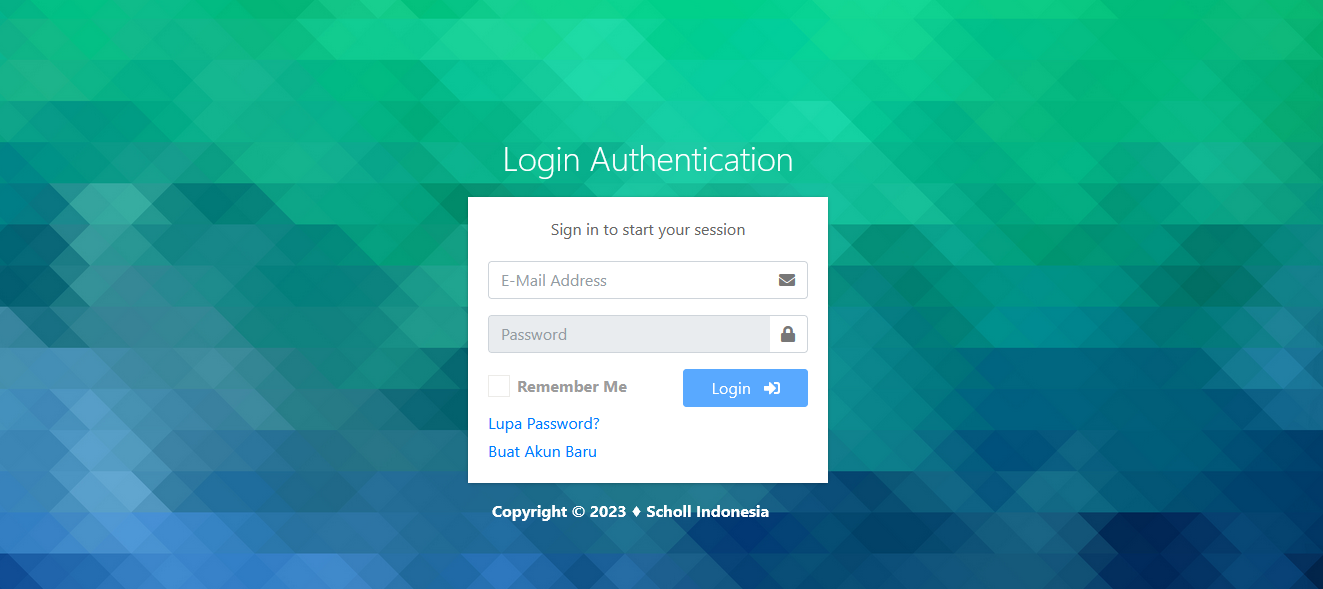 Login Authentication
Sign in to start your session
E-Mail Address
Password
Remember Me
Login
Lupa Password?
Buat Akun Baru
Copyright © 2023 ♦ Scholl Indonesia